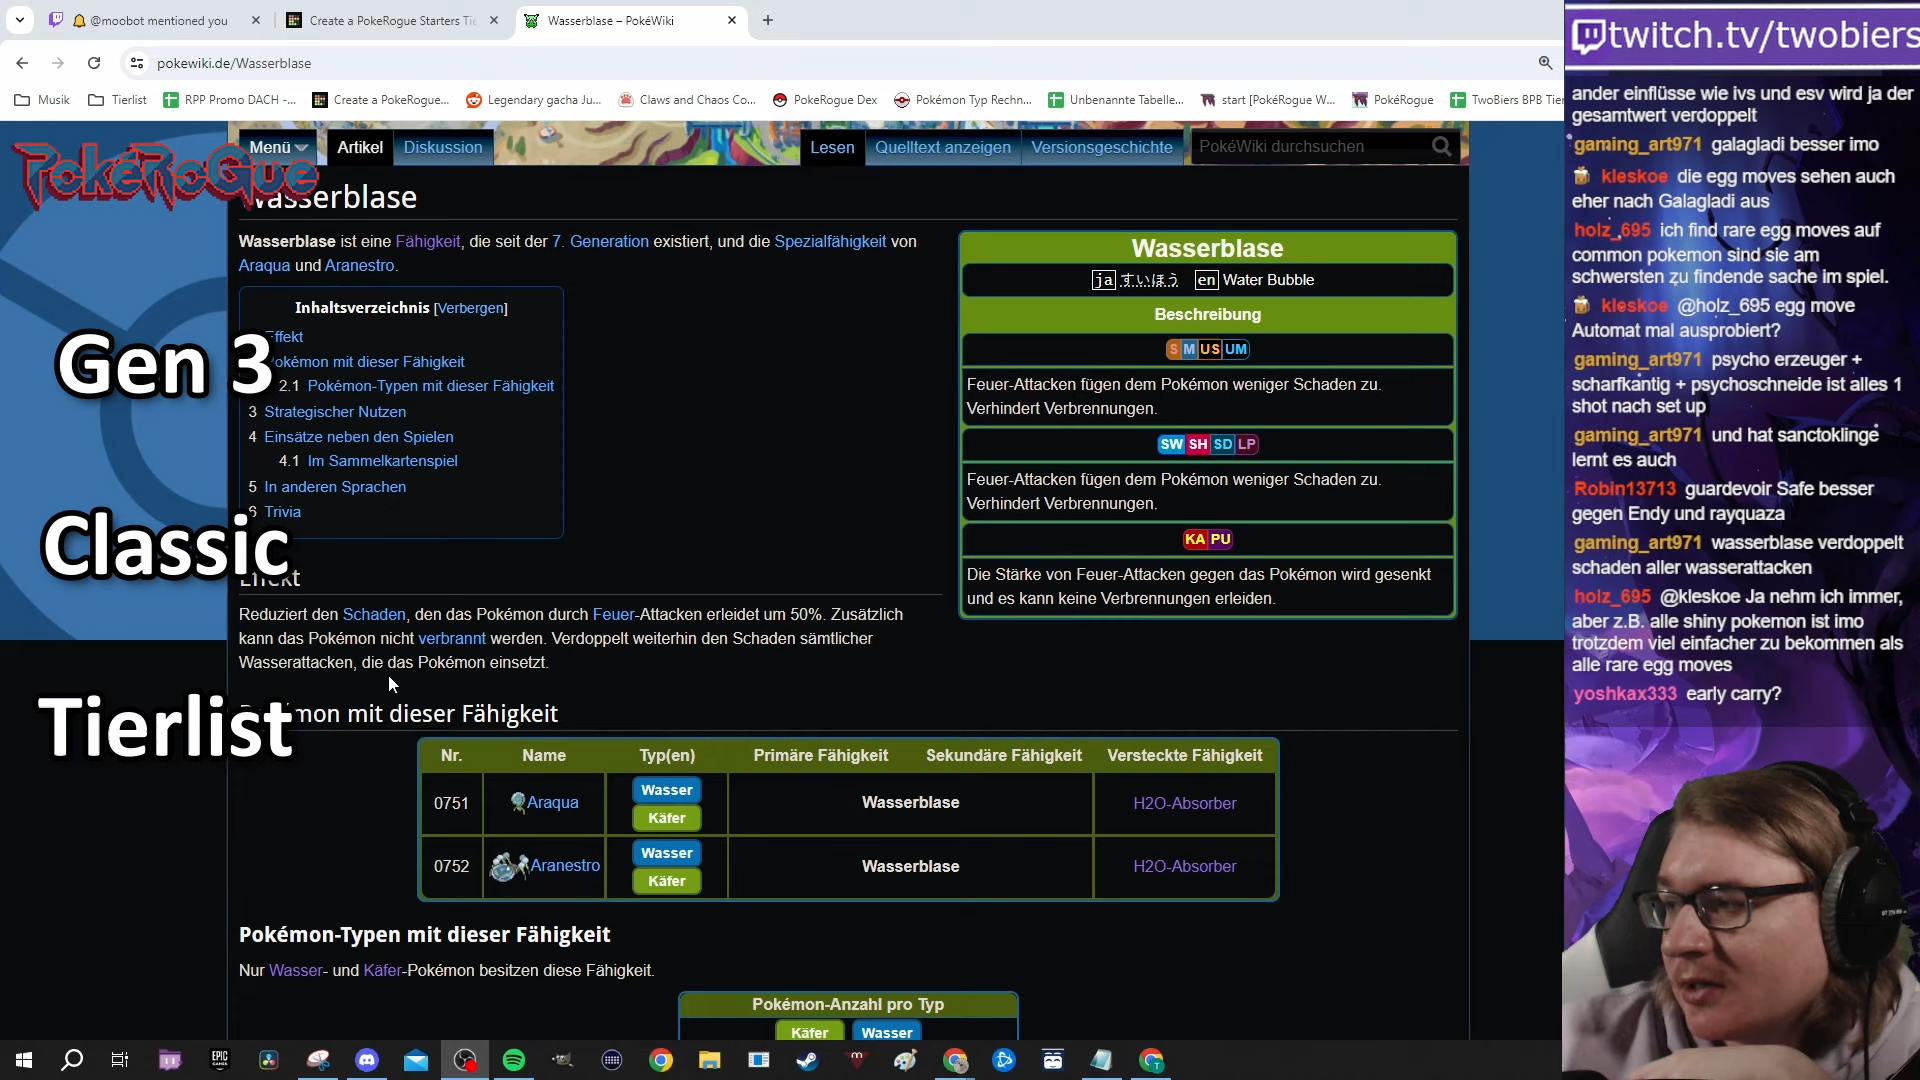 @moobot mentioned you
Create a PokeRogue Starters Tie
Wasserblase – PokéWiki
pokewiki.de/Wasserblase
Musik
Tierlist
RPP Promo DACH -...
Create a PokeRogue...
Legendary gacha Ju...
Claws and Chaos Co...
PokeRogue Dex
Pokémon Typ Rechn...
Unbenannte Tabelle...
start [PokéRogue W...
PokéRogue
TwoBiers BPB Tier
Menü
Artikel
Diskussion
Lesen
Quelltext anzeigen
Versionsgeschichte
PokéWiki durchsuchen
PokéRoGue
Wasserblase
Wasserblase ist eine Fähigkeit, die seit der 7. Generation existiert, und die Spezialfähigkeit von
Araqua und Aranestro.
Inhaltsverzeichnis [Verbergen]
Effekt
Pokémon mit dieser Fähigkeit
2.1 Pokémon-Typen mit dieser Fähigkeit
3 Strategischer Nutzen
4 Einsätze neben den Spielen
4.1 Im Sammelkartenspiel
5 In anderen Sprachen
6 Trivia
Gen 3
Classic
Tierlist
Wasserblase
ja すいほう en Water Bubble
Beschreibung
S M US UM
Feuer-Attacken fügen dem Pokémon weniger Schaden zu.
Verhindert Verbrennungen.
SW SH SD LP
Feuer-Attacken fügen dem Pokémon weniger Schaden zu.
Verhindert Verbrennungen.
KA PU
Die Stärke von Feuer-Attacken gegen das Pokémon wird gesenkt
und es kann keine Verbrennungen erleiden.
Effekt
Reduziert den Schaden, den das Pokémon durch Feuer-Attacken erleidet um 50%. Zusätzlich
kann das Pokémon nicht verbrannt werden. Verdoppelt weiterhin den Schaden sämtlicher
Wasserattacken, die das Pokémon einsetzt.
Pokémon mit dieser Fähigkeit
Nr. Name Typ(en) Primäre Fähigkeit Sekundäre Fähigkeit Versteckte Fähigkeit
0751 Araqua Wasser Käfer Wasserblase H2O-Absorber
0752 Aranestro Wasser Käfer Wasserblase H2O-Absorber
Pokémon-Typen mit dieser Fähigkeit
Nur Wasser- und Käfer-Pokémon besitzen diese Fähigkeit.
Pokémon-Anzahl pro Typ
Käfer Wasser
twitch.tv/twobiers
ander einflüsse wie ivs und esv wird ja der
gesamtwert verdoppelt
gaming_art971 galagladi besser imo
kleskoe die egg moves sehen auch
eher nach Galagladi aus
holz_695 ich find rare egg moves auf
common pokemon sind sie am
schwersten zu findende sache im spiel.
kleskoe @holz_695 egg move
Automat mal ausprobiert?
gaming_art971 psycho erzeuger +
scharfkantig + psychoschneide ist alles 1
shot nach set up
gaming_art971 und hat sanctoklinge
lernt es auch
Robin13713 guardevoir Safe besser
gegen Endy und rayquaza
gaming_art971 wasserblase verdoppelt
schaden aller wasserattacken
holz_695 @kleskoe Ja nehm ich immer,
aber z.B. alle shiny pokemon ist imo
trotzdem viel einfacher zu bekommen als
alle rare egg moves
yoshkax333 early carry?